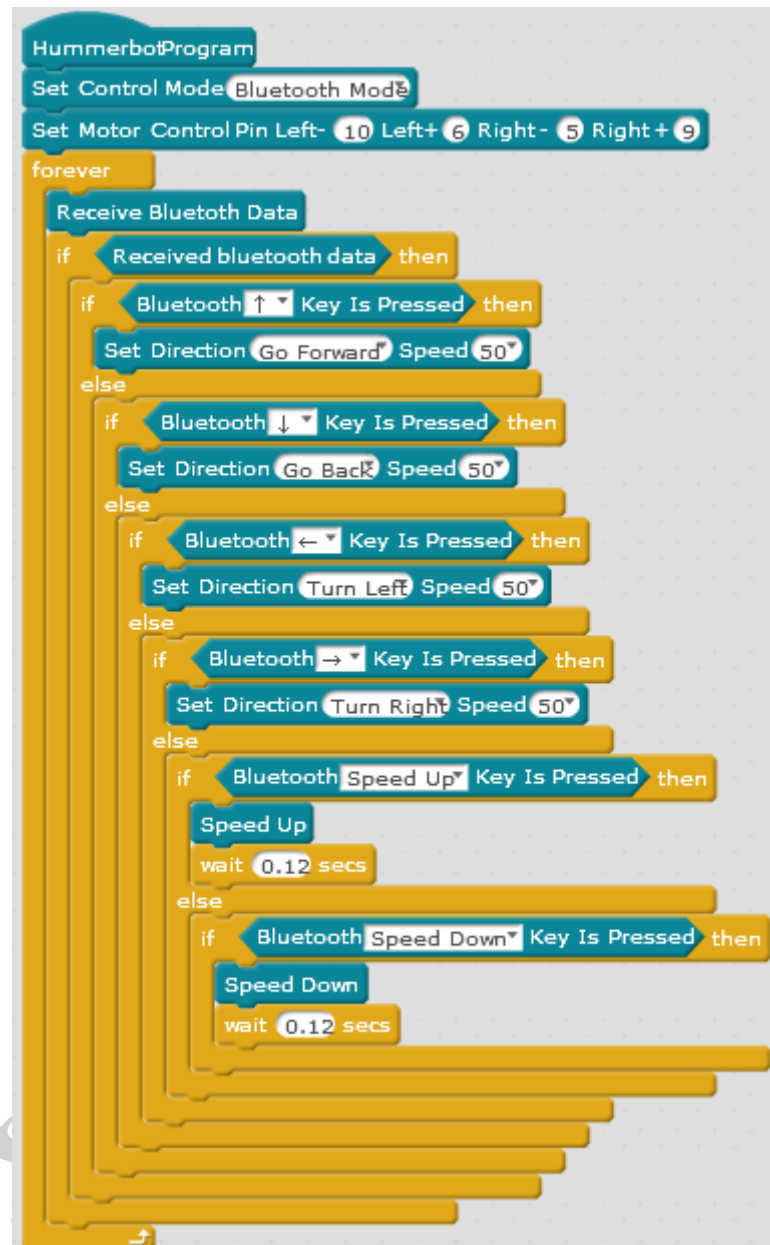 HummerbotProgram
Set Control Mode Bluetooth Mode
Set Motor Control Pin Left- 10 Left+ 6 Right- 5 Right+ 9
forever
Receive Bluetoth Data
if Received bluetooth data then
if Bluetooth ↑ Key Is Pressed then
Set Direction Go Forward Speed 50
else
if Bluetooth ↓ Key Is Pressed then
Set Direction Go Back Speed 50
else
if Bluetooth ← Key Is Pressed then
Set Direction Turn Left Speed 50
else
if Bluetooth → Key Is Pressed then
Set Direction Turn Right Speed 50
else
if Bluetooth Speed Up Key Is Pressed then
Speed Up
wait 0.12 secs
else
if Bluetooth Speed Down Key Is Pressed then
Speed Down
wait 0.12 secs